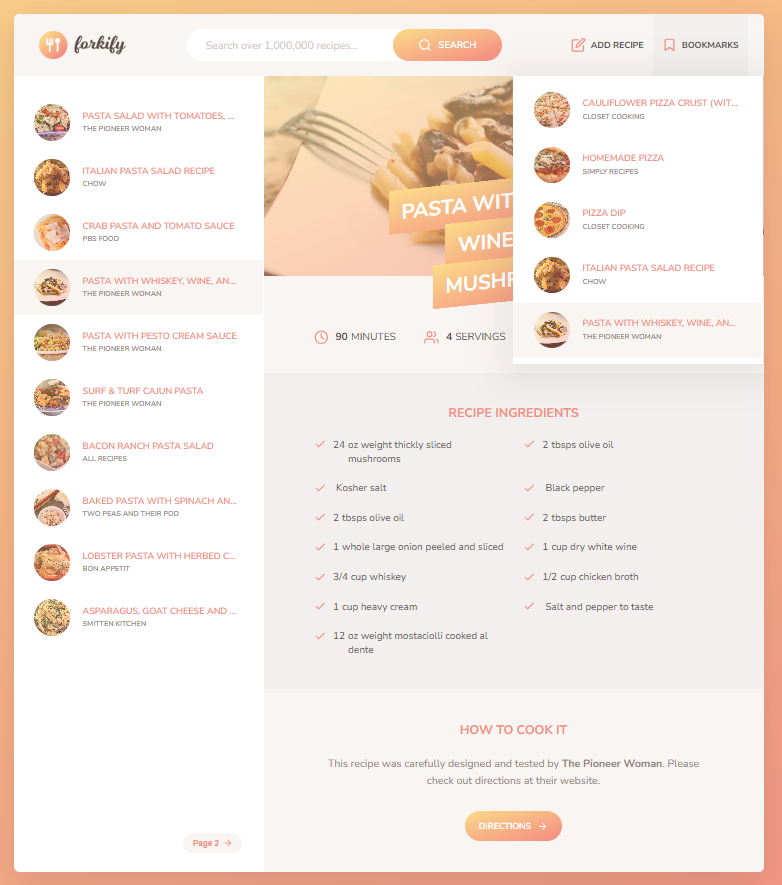 forkify
Search over 1,000,000 recipes...
SEARCH
ADD RECIPE
BOOKMARKS
PASTA SALAD WITH TOMATOES, ...
THE PIONEER WOMAN
ITALIAN PASTA SALAD RECIPE
CHOW
CRAB PASTA AND TOMATO SAUCE
PBS FOOD
PASTA WITH WHISKEY, WINE, AN...
THE PIONEER WOMAN
PASTA WITH PESTO CREAM SAUCE
THE PIONEER WOMAN
SURF & TURF CAJUN PASTA
THE PIONEER WOMAN
BACON RANCH PASTA SALAD
ALL RECIPES
BAKED PASTA WITH SPINACH AN...
TWO PEAS AND THEIR POD
LOBSTER PASTA WITH HERBED C...
BON APPETIT
ASPARAGUS, GOAT CHEESE AND ...
SMITTEN KITCHEN
Page 2
CAULIFLOWER PIZZA CRUST (WIT...
CLOSET COOKING
HOMEMADE PIZZA
SIMPLY RECIPES
PIZZA DIP
CLOSET COOKING
ITALIAN PASTA SALAD RECIPE
CHOW
PASTA WITH WHISKEY, WINE, AN...
THE PIONEER WOMAN
PASTA WIT
WINE
MUSHR
90 MINUTES
4 SERVINGS
RECIPE INGREDIENTS
24 oz weight thickly sliced
mushrooms
2 tbsps olive oil
Kosher salt
Black pepper
2 tbsps olive oil
2 tbsps butter
1 whole large onion peeled and sliced
1 cup dry white wine
3/4 cup whiskey
1/2 cup chicken broth
1 cup heavy cream
Salt and pepper to taste
12 oz weight mostaciolli cooked al
dente
HOW TO COOK IT
This recipe was carefully designed and tested by The Pioneer Woman. Please
check out directions at their website.
DIRECTIONS